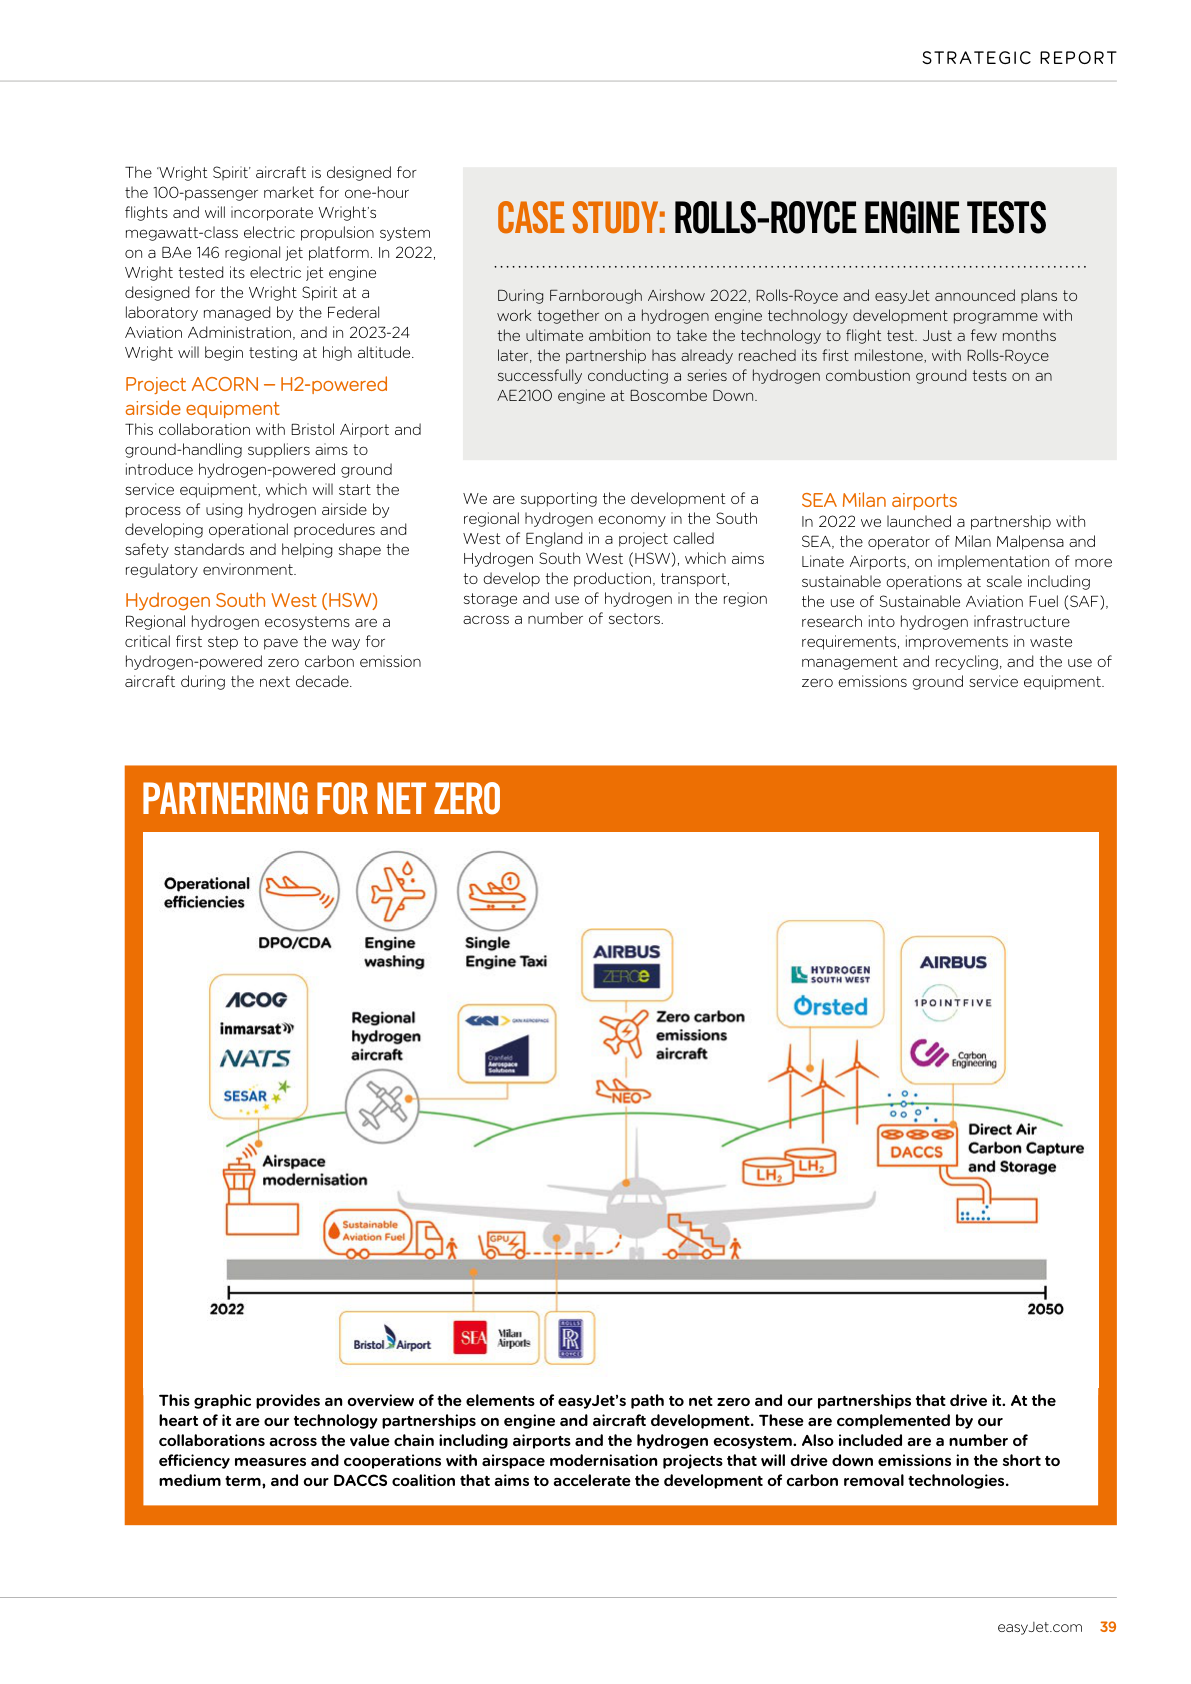 STRATEGIC REPORT
The ‘Wright Spirit’ aircraft is designed for
the 100-passenger market for one-hour
flights and will incorporate Wright’s
megawatt-class electric propulsion system
on a BAe 146 regional jet platform. In 2022,
Wright tested its electric jet engine
designed for the Wright Spirit at a
laboratory managed by the Federal
Aviation Administration, and in 2023-24
Wright will begin testing at high altitude.
Project ACORN – H2-powered
airside equipment
This collaboration with Bristol Airport and
ground-handling suppliers aims to
introduce hydrogen-powered ground
service equipment, which will start the
process of using hydrogen airside by
developing operational procedures and
safety standards and helping shape the
regulatory environment.
Hydrogen South West (HSW)
Regional hydrogen ecosystems are a
critical first step to pave the way for
hydrogen-powered zero carbon emission
aircraft during the next decade.
CASE STUDY: ROLLS-ROYCE ENGINE TESTS
During Farnborough Airshow 2022, Rolls-Royce and easyJet announced plans to
work together on a hydrogen engine technology development programme with
the ultimate ambition to take the technology to flight test. Just a few months
later, the partnership has already reached its first milestone, with Rolls-Royce
successfully conducting a series of hydrogen combustion ground tests on an
AE2100 engine at Boscombe Down.
We are supporting the development of a
regional hydrogen economy in the South
West of England in a project called
Hydrogen South West (HSW), which aims
to develop the production, transport,
storage and use of hydrogen in the region
across a number of sectors.
SEA Milan airports
In 2022 we launched a partnership with
SEA, the operator of Milan Malpensa and
Linate Airports, on implementation of more
sustainable operations at scale including
the use of Sustainable Aviation Fuel (SAF),
research into hydrogen infrastructure
requirements, improvements in waste
management and recycling, and the use of
zero emissions ground service equipment.
PARTNERING FOR NET ZERO
Operational
efficiencies
DPO/CDA
Engine
washing
1
Single
Engine Taxi
ACOG
inmarsat
NATS
SESAR
Regional
hydrogen
aircraft
GKN GKN AEROSPACE
Cranfield
Aerospace
Solutions
AIRBUS
ZEROe
Zero carbon
emissions
aircraft
NEO
HYDROGEN
SOUTH WEST
Ørsted
AIRBUS
1POINTFIVE
Carbon
Engineering
Airspace
modernisation
LH2
LH2
DACCS
Direct Air
Carbon Capture
and Storage
Sustainable
Aviation Fuel
GPU
2022
2050
Bristol Airport
SEA Milan
Airports
ROLLS
RR
ROYCE
This graphic provides an overview of the elements of easyJet’s path to net zero and our partnerships that drive it. At the
heart of it are our technology partnerships on engine and aircraft development. These are complemented by our
collaborations across the value chain including airports and the hydrogen ecosystem. Also included are a number of
efficiency measures and cooperations with airspace modernisation projects that will drive down emissions in the short to
medium term, and our DACCS coalition that aims to accelerate the development of carbon removal technologies.
easyJet.com 39